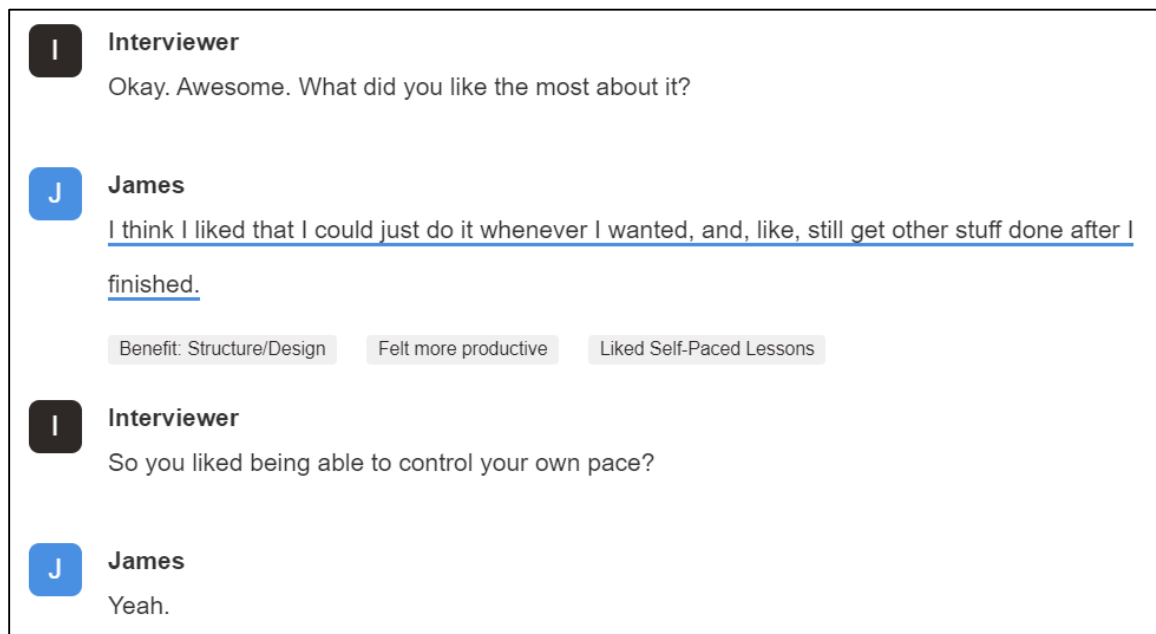 I
Interviewer
Okay. Awesome. What did you like the most about it?
J
James
I think I liked that I could just do it whenever I wanted, and, like, still get other stuff done after I
finished.
Benefit: Structure/Design Felt more productive Liked Self-Paced Lessons
I
Interviewer
So you liked being able to control your own pace?
J
James
Yeah.